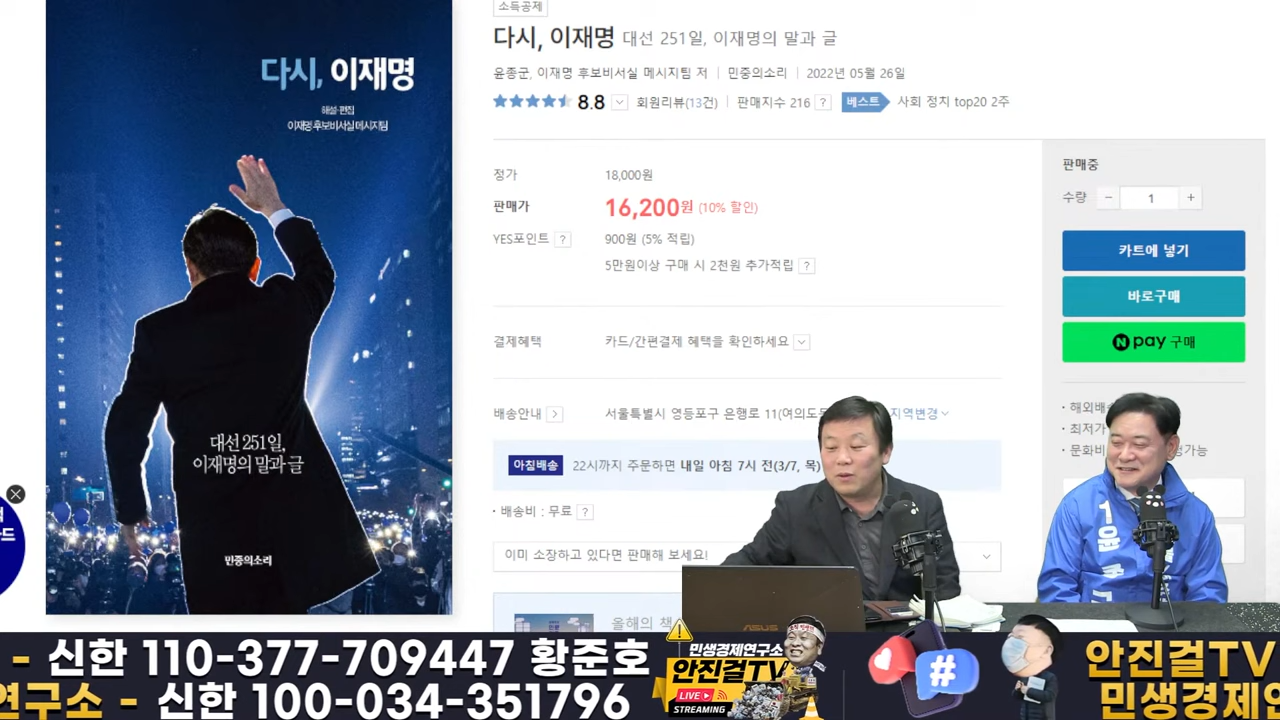 소득공제
다시, 이재명 대선 251일, 이재명의 말과 글
윤종군, 이재명 후보비서실 메시지팀 저 | 민중의소리 | 2022년 05월 26일
8.8 회원리뷰(13건) | 판매지수 216 ? 베스트 사회 정치 top20 2주
다시, 이재명
해설·편집
이재명 후보비서실 메시지팀
대선 251일,
이재명의 말과 글
민중의소리
정가 18,000원
판매가 16,200원 (10% 할인)
YES포인트 ? 900원 (5% 적립)
5만원이상 구매 시 2천원 추가적립 ?
결제혜택 카드/간편결제 혜택을 확인하세요
배송안내 서울특별시 영등포구 은행로 11(여의도 지역변경
아침배송 22시까지 주문하면 내일 아침 7시 전(3/7, 목)
· 배송비 : 무료 ?
이미 소장하고 있다면 판매해 보세요!
올해의 책
판매중
수량 − 1 +
카트에 넣기
바로구매
N pay 구매
· 해외배
· 최저가
· 문화비 가능
드
1 윤
ASUS
- 신한 110-377-709447 황준호
연구소 - 신한 100-034-351796
민생경제연구소
안진걸TV
LIVE
STREAMING
#
안진걸TV
민생경제연